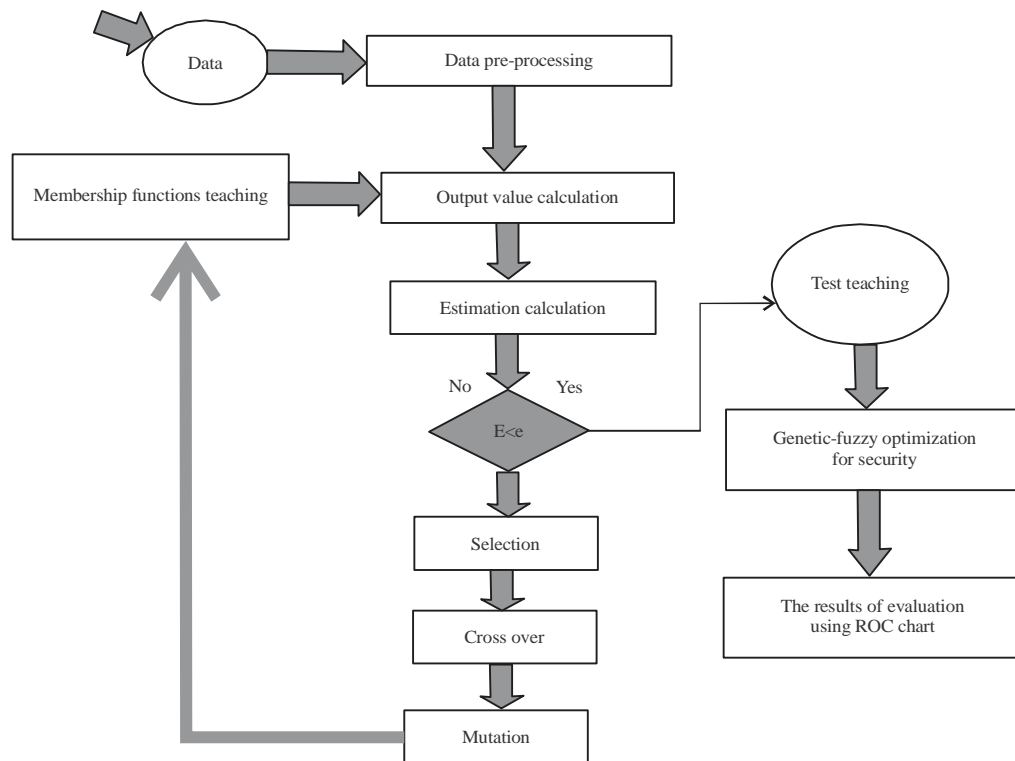 Data
Data pre-processing
Membership functions teaching
Output value calculation
Estimation calculation
Test teaching
No
Yes
E<e
Genetic-fuzzy optimization
for security
Selection
The results of evaluation
using ROC chart
Cross over
Mutation